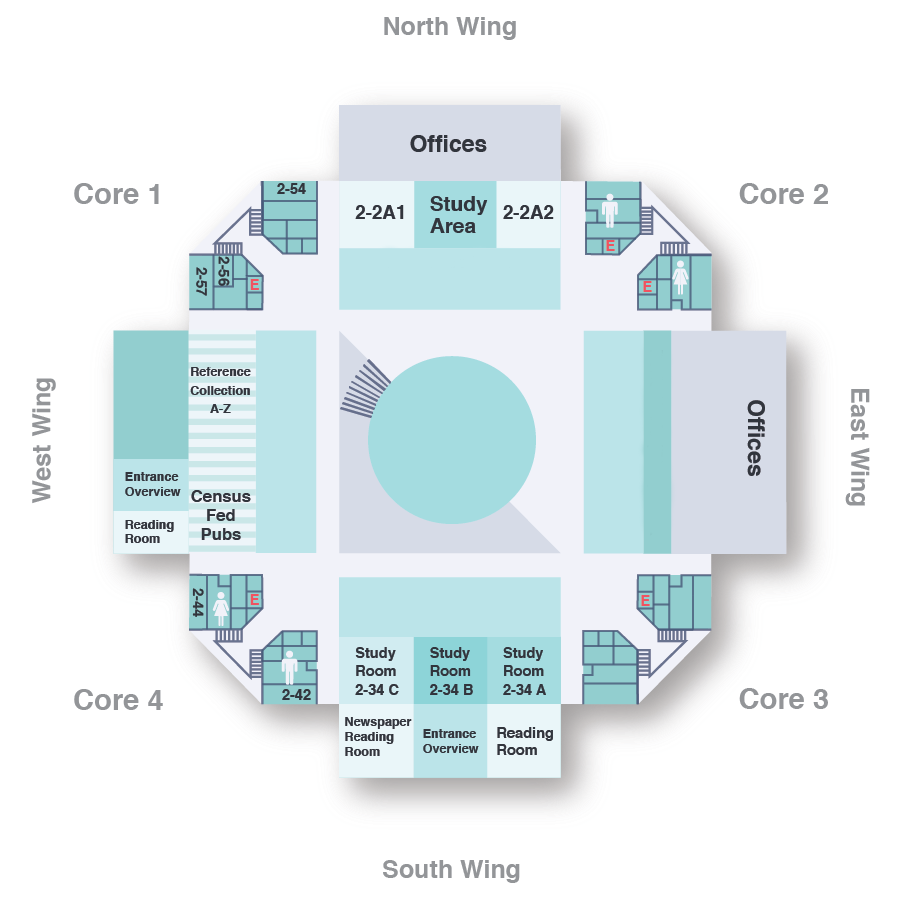 North Wing
Offices
Core 1
Core 2
2-54
2-2A1
Study
Area
2-2A2
E
2-57
2-56
E
E
West Wing
Reference
Collection
A-Z
Offices
East Wing
Entrance
Overview
Census
Fed
Pubs
Reading
Room
2-44
E
E
Study
Room
2-34 C
Study
Room
2-34 B
Study
Room
2-34 A
2-42
Core 4
Core 3
Newspaper
Reading
Room
Entrance
Overview
Reading
Room
South Wing